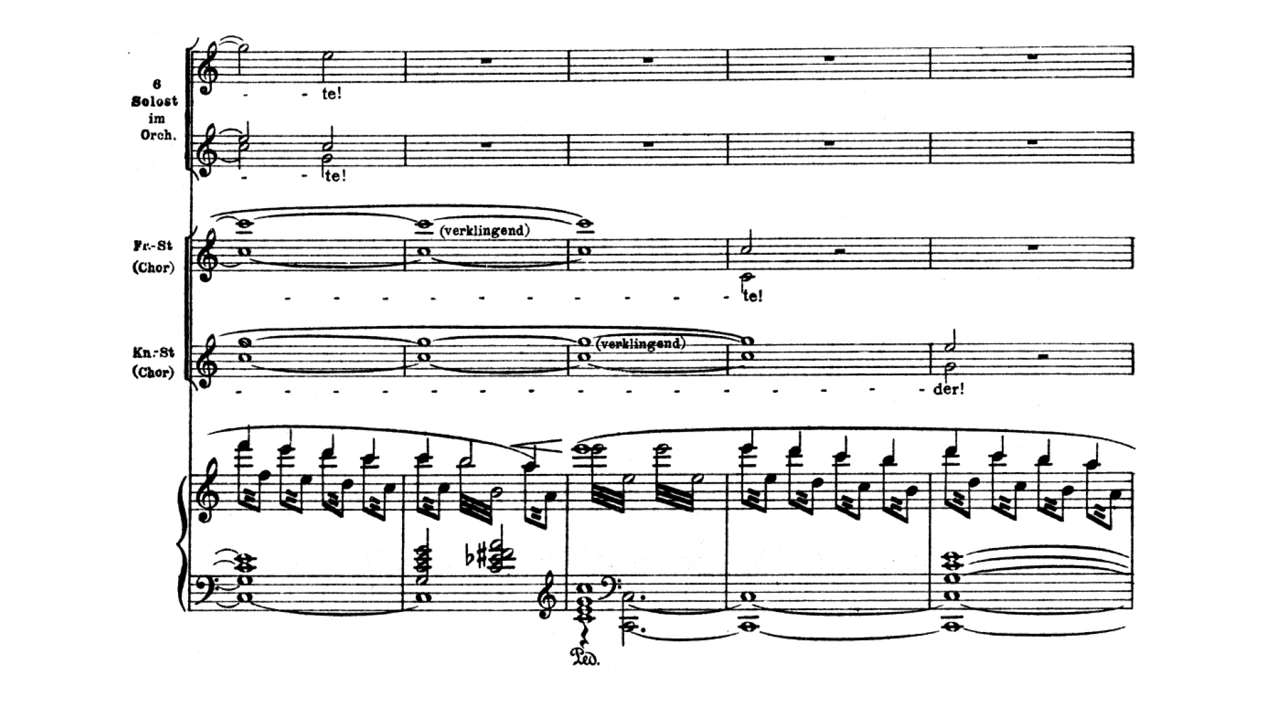 6
Solost
im
Orch.
- - te!
- - te!
Fr.-St
(Chor)
(verklingend)
- - - - - - - - - te!
Kn.-St
(Chor)
(verklingend)
- - - - - - - - - - - - - der!
Ped.